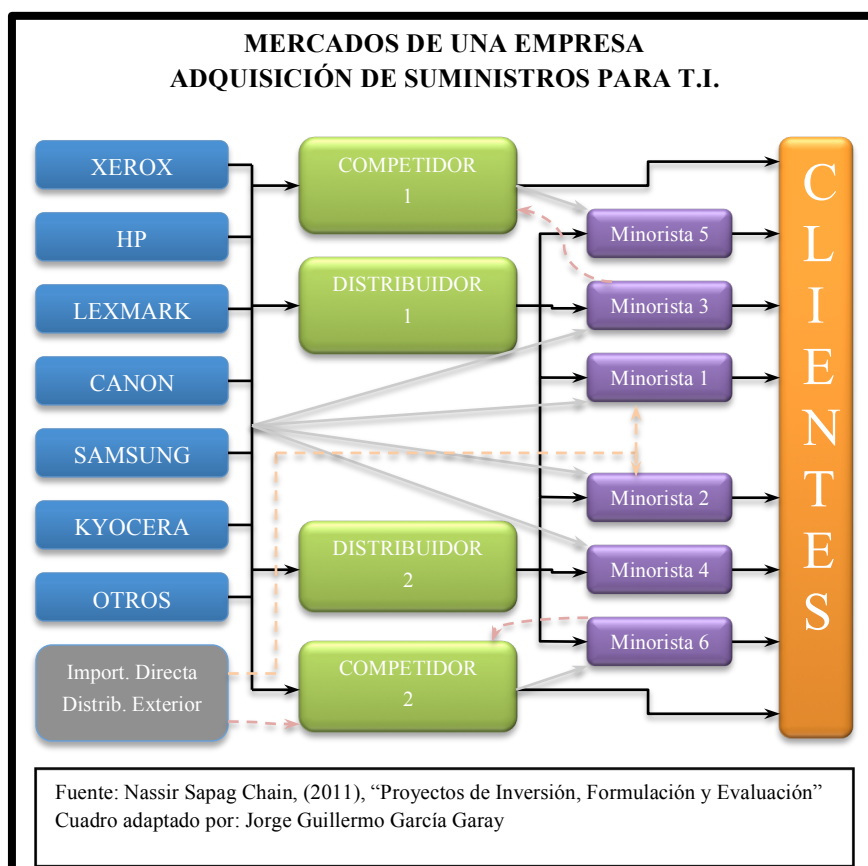 MERCADOS DE UNA EMPRESA
ADQUISICIÓN DE SUMINISTROS PARA T.I.
XEROX
HP
LEXMARK
CANON
SAMSUNG
KYOCERA
OTROS
Import. Directa
Distrib. Exterior
COMPETIDOR
1
DISTRIBUIDOR
1
DISTRIBUIDOR
2
COMPETIDOR
2
Minorista 5
Minorista 3
Minorista 1
Minorista 2
Minorista 4
Minorista 6
CLIENTES
Fuente: Nassir Sapag Chain, (2011), “Proyectos de Inversión, Formulación y Evaluación”
Cuadro adaptado por: Jorge Guillermo García Garay